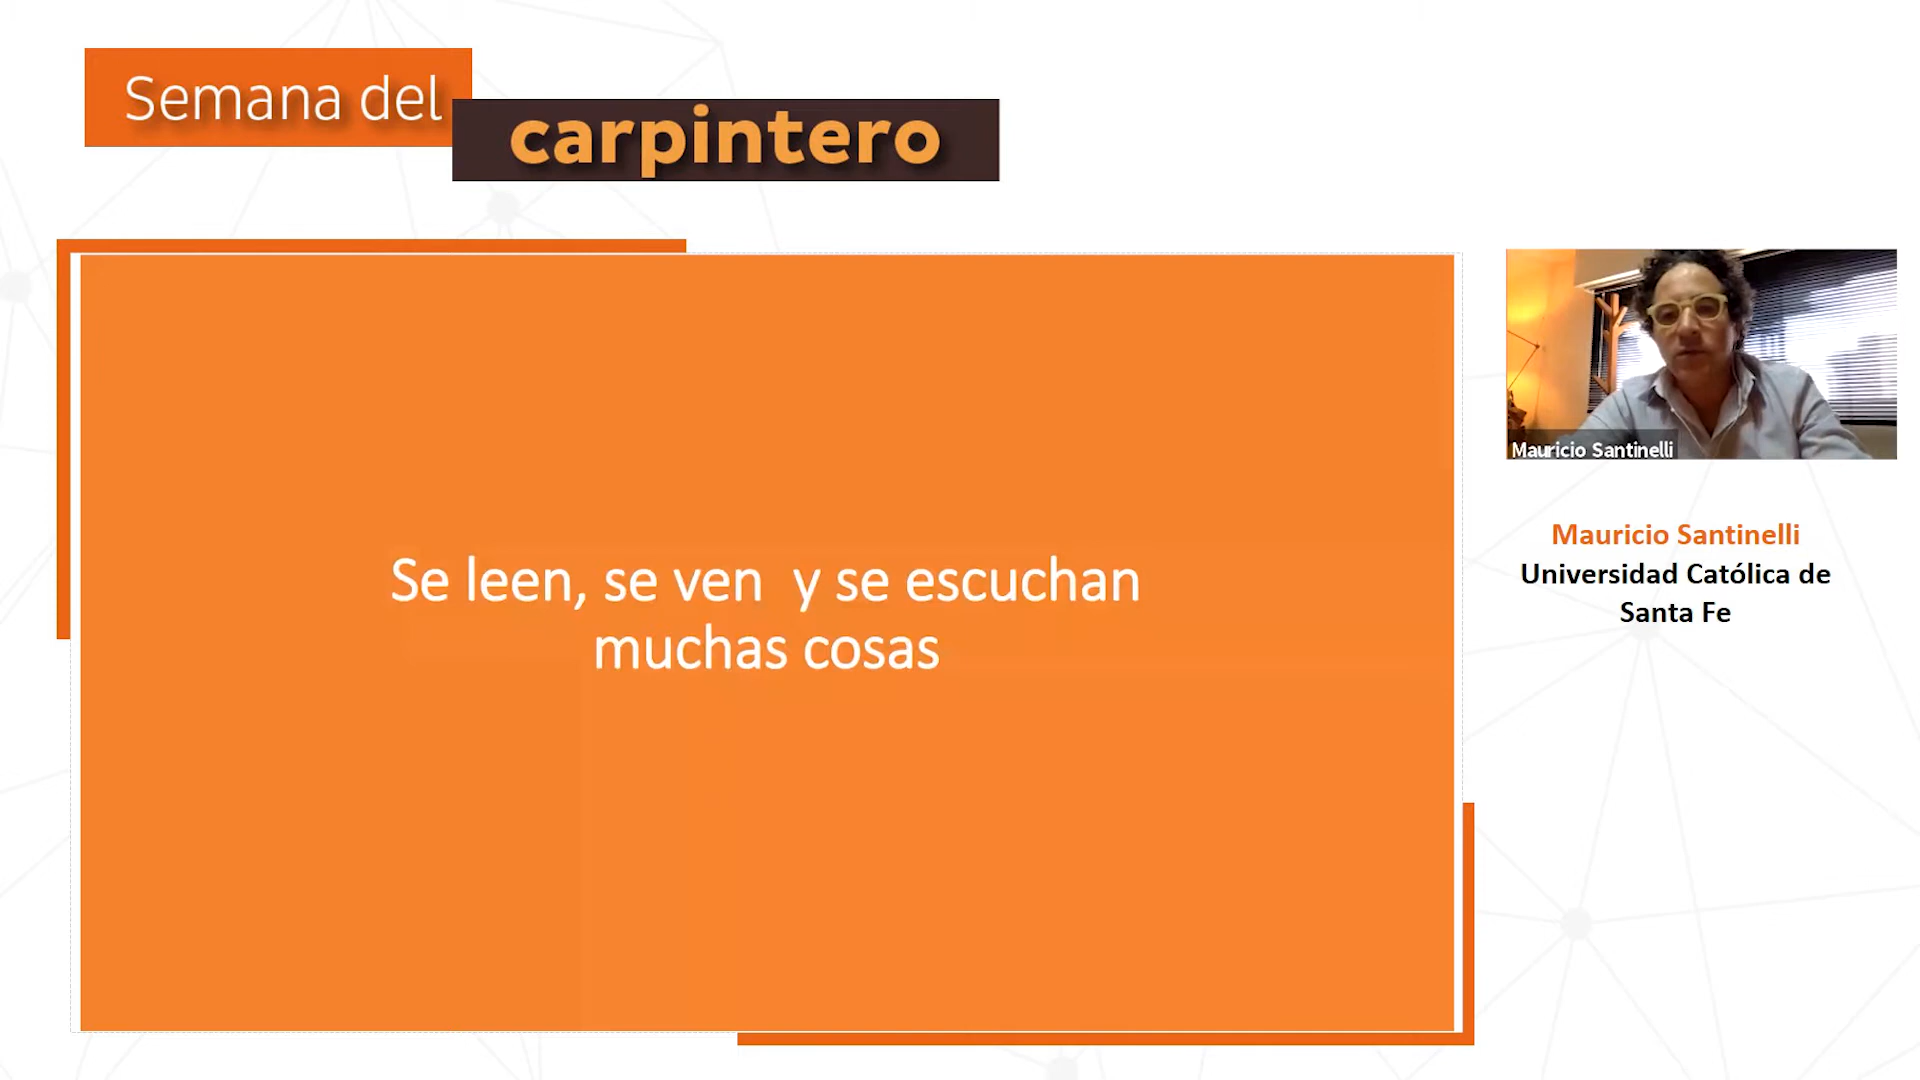 Semana del
carpintero
Se leen, se ven y se escuchan
muchas cosas
Mauricio Santinelli
Mauricio Santinelli
Universidad Católica de
Santa Fe